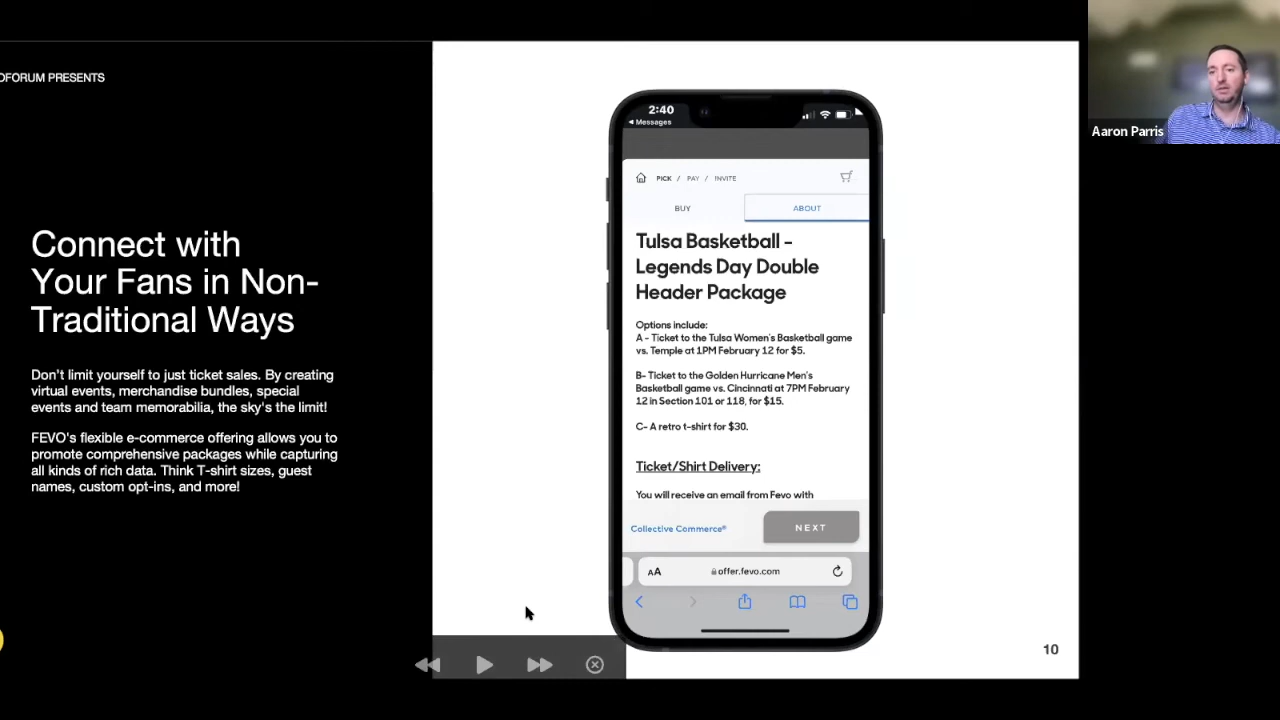 OFORUM PRESENTS
Connect with
Your Fans in Non-
Traditional Ways
Don't limit yourself to just ticket sales. By creating
virtual events, merchandise bundles, special
events and team memorabilia, the sky's the limit!
FEVO's flexible e-commerce offering allows you to
promote comprehensive packages while capturing
all kinds of rich data. Think T-shirt sizes, guest
names, custom opt-ins, and more!
2:40
Messages
PICK / PAY / INVITE
BUY
ABOUT
Tulsa Basketball -
Legends Day Double
Header Package
Options include:
A - Ticket to the Tulsa Women's Basketball game
vs. Temple at 1PM February 12 for $5.
B- Ticket to the Golden Hurricane Men's
Basketball game vs. Cincinnati at 7PM February
12 in Section 101 or 118, for $15.
C- A retro t-shirt for $30.
Ticket/Shirt Delivery:
You will receive an email from Fevo with
Collective Commerce®
NEXT
AA
offer.fevo.com
10
Aaron Parris